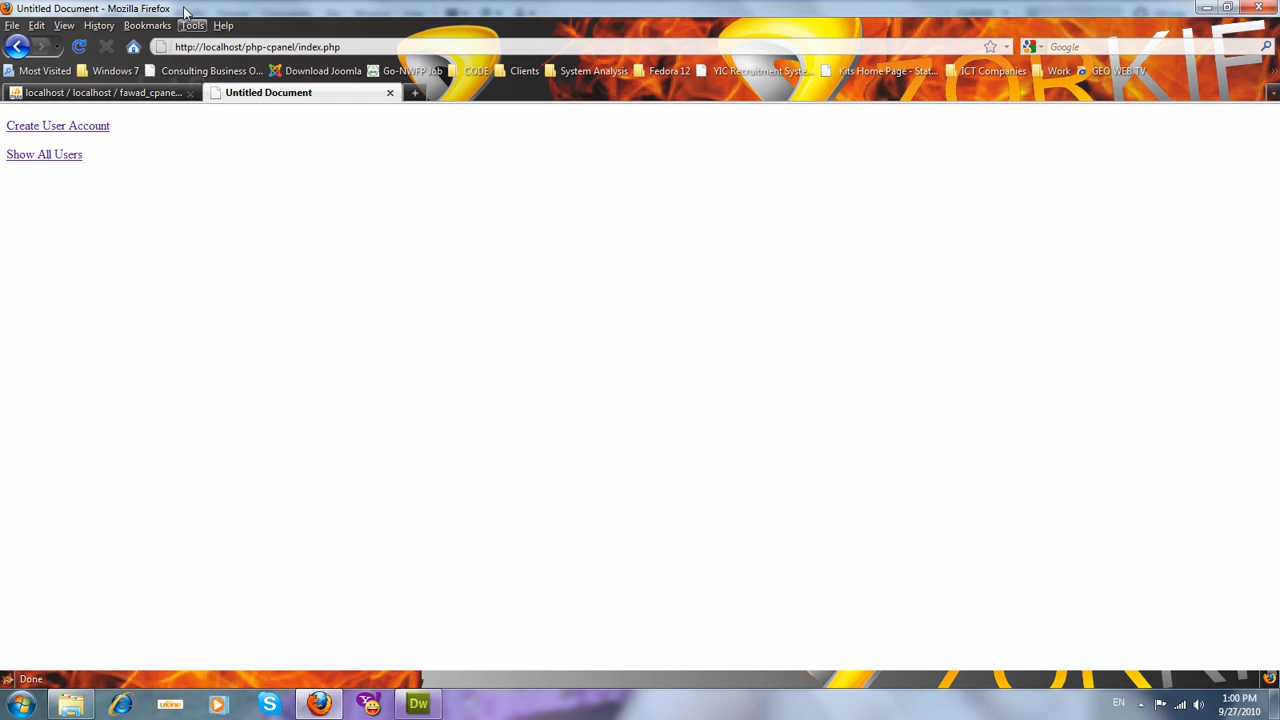 Untitled Document - Mozilla Firefox
File Edit View History Bookmarks Tools Help
http://localhost/php-cpanel/index.php
Google
Most Visited Windows 7 Consulting Business O... Download Joomla Go-NWFP Job CODE Clients System Analysis Fedora 12 YIC Recruitment Syste... Kits Home Page - Stat... ICT Companies Work GEO WEB TV
localhost / localhost / fawad_cpane... Untitled Document
ZORKIF
Create User Account
Show All Users
Done
ufone Dw EN 1:00 PM
9/27/2010